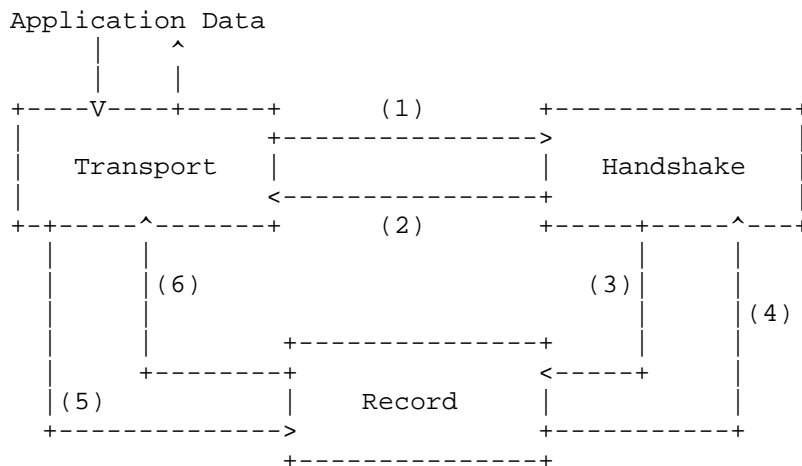 Application Data
(1)
Transport Handshake
(2)
(6) (3)
(4)
(5) Record